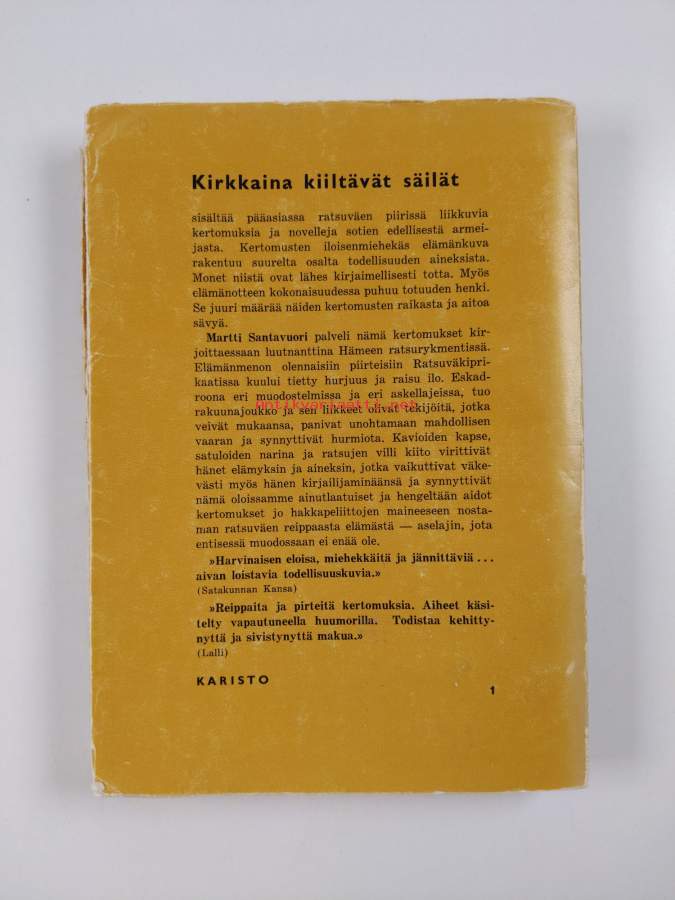 Kirkkaina kiiltävät säilät
sisältää pääasiassa ratsuväen piirissä liikkuvia
kertomuksia ja novelleja sotien edellisestä armei-
jasta. Kertomusten iloisenmiehekäs elämänkuva
rakentuu suurelta osalta todellisuuden aineksista.
Monet niistä ovat lähes kirjaimellisesti totta. Myös
elämänotteen kokonaisuudessa puhuu totuuden henki.
Se juuri määrää näiden kertomusten raikasta ja aitoa
sävyä.
Martti Santavuori palveli nämä kertomukset kir-
joittaessaan luutnanttina Hämeen ratsurykmentissä.
Elämänmenon olennaisiin piirteisiin Ratsuväkipri-
kaatissa kuului tietty hurjuus ja raisu ilo. Eskad-
roona eri muodostelmissa ja eri askellajeissa, tuo
rakuunajoukko ja sen liikkeet olivat tekijöitä, jotka
Antikvariaatti.net
veivät mukaansa, panivat unohtamaan mahdollisen
vaaran ja synnyttivät hurmiota. Kavioiden kapse,
satuloiden narina ja ratsujen villi kiito virittivät
hänet elämyksiin ja aineksiin, jotka vaikuttivat väke-
västi myös hänen kirjailijaminäänsä ja synnyttivät
nämä oloissamme ainutlaatuiset ja hengeltään aidot
kertomukset jo hakkapeliittojen maineeseen nosta-
man ratsuväen reippaasta elämästä — aselajin, jota
entisessä muodossaan ei enää ole.
»Harvinaisen eloisa, miehekkäitä ja jännittäviä . . .
aivan loistavia todellisuuskuvia.»
(Satakunnan Kansa)
»Reippaita ja pirteitä kertomuksia. Aiheet käsi-
telty vapautuneella huumorilla. Todistaa kehitty-
nyttä ja sivistynyttä makua.»
(Lalli)
KARISTO
1